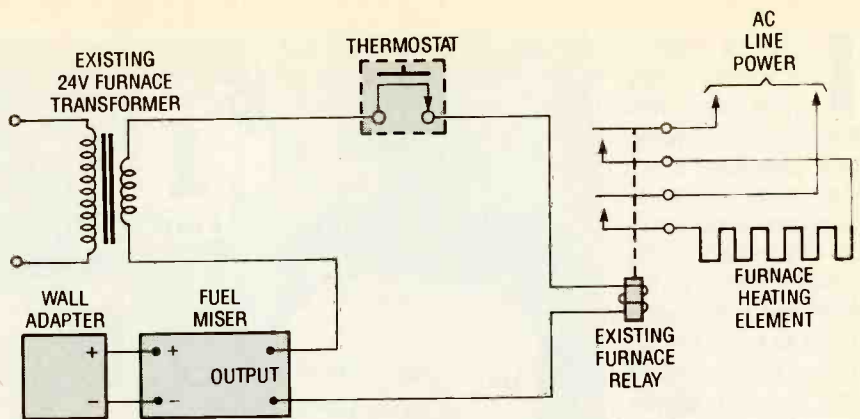 EXISTING
24V FURNACE
TRANSFORMER
THERMOSTAT
AC
LINE
POWER
WALL
ADAPTER
FUEL
MISER
+
−
+
−
OUTPUT
EXISTING
FURNACE
RELAY
FURNACE
HEATING
ELEMENT